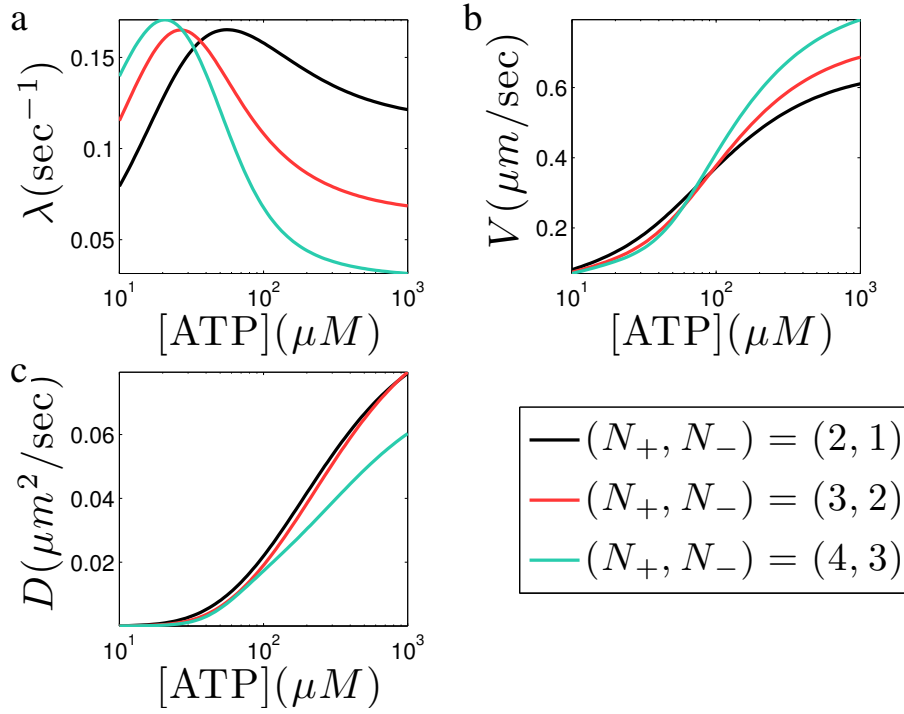 a
λ(sec⁻¹)
0.15
0.1
0.05
10¹
10²
10³
[ATP](μM)
b
V(μm/sec)
0.6
0.4
0.2
10¹
10²
10³
[ATP](μM)
c
D(μm²/sec)
0.06
0.04
0.02
10¹
10²
10³
[ATP](μM)
(N₊, N₋) = (2, 1)
(N₊, N₋) = (3, 2)
(N₊, N₋) = (4, 3)